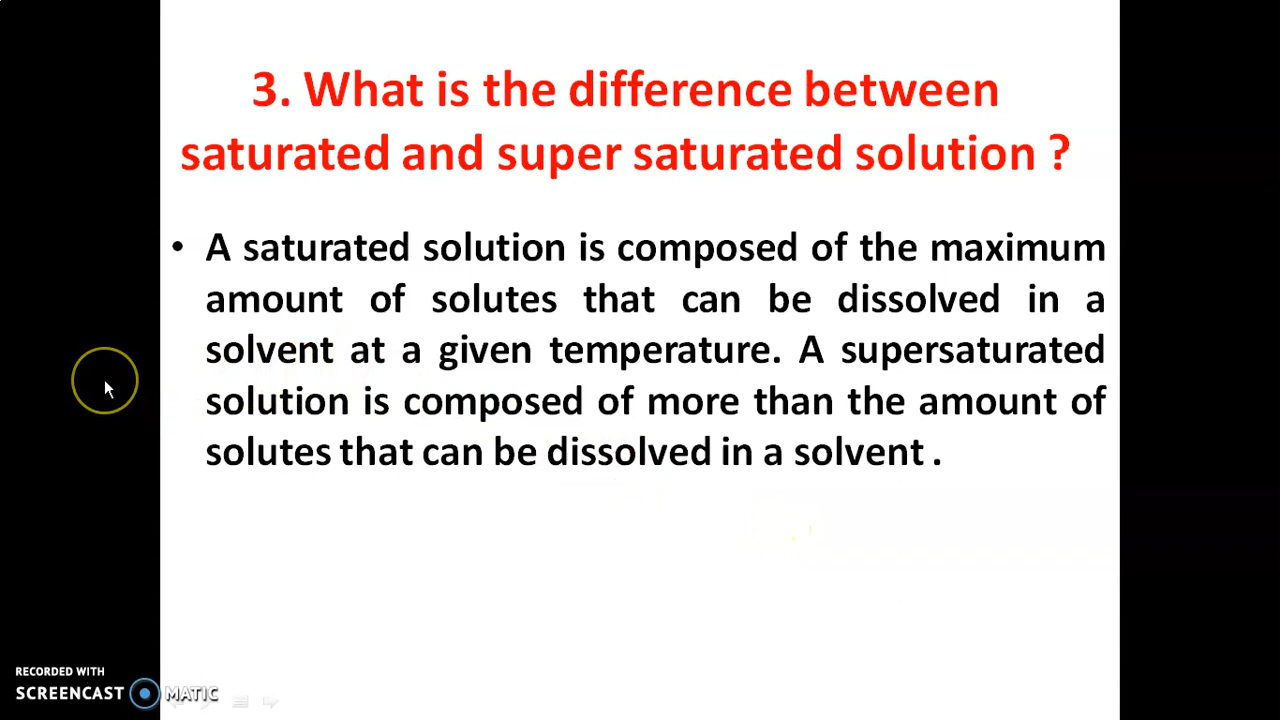 3. What is the difference between
saturated and super saturated solution ?
• A saturated solution is composed of the maximum
amount of solutes that can be dissolved in a
solvent at a given temperature. A supersaturated
solution is composed of more than the amount of
solutes that can be dissolved in a solvent .
RECORDED WITH
SCREENCAST MATIC